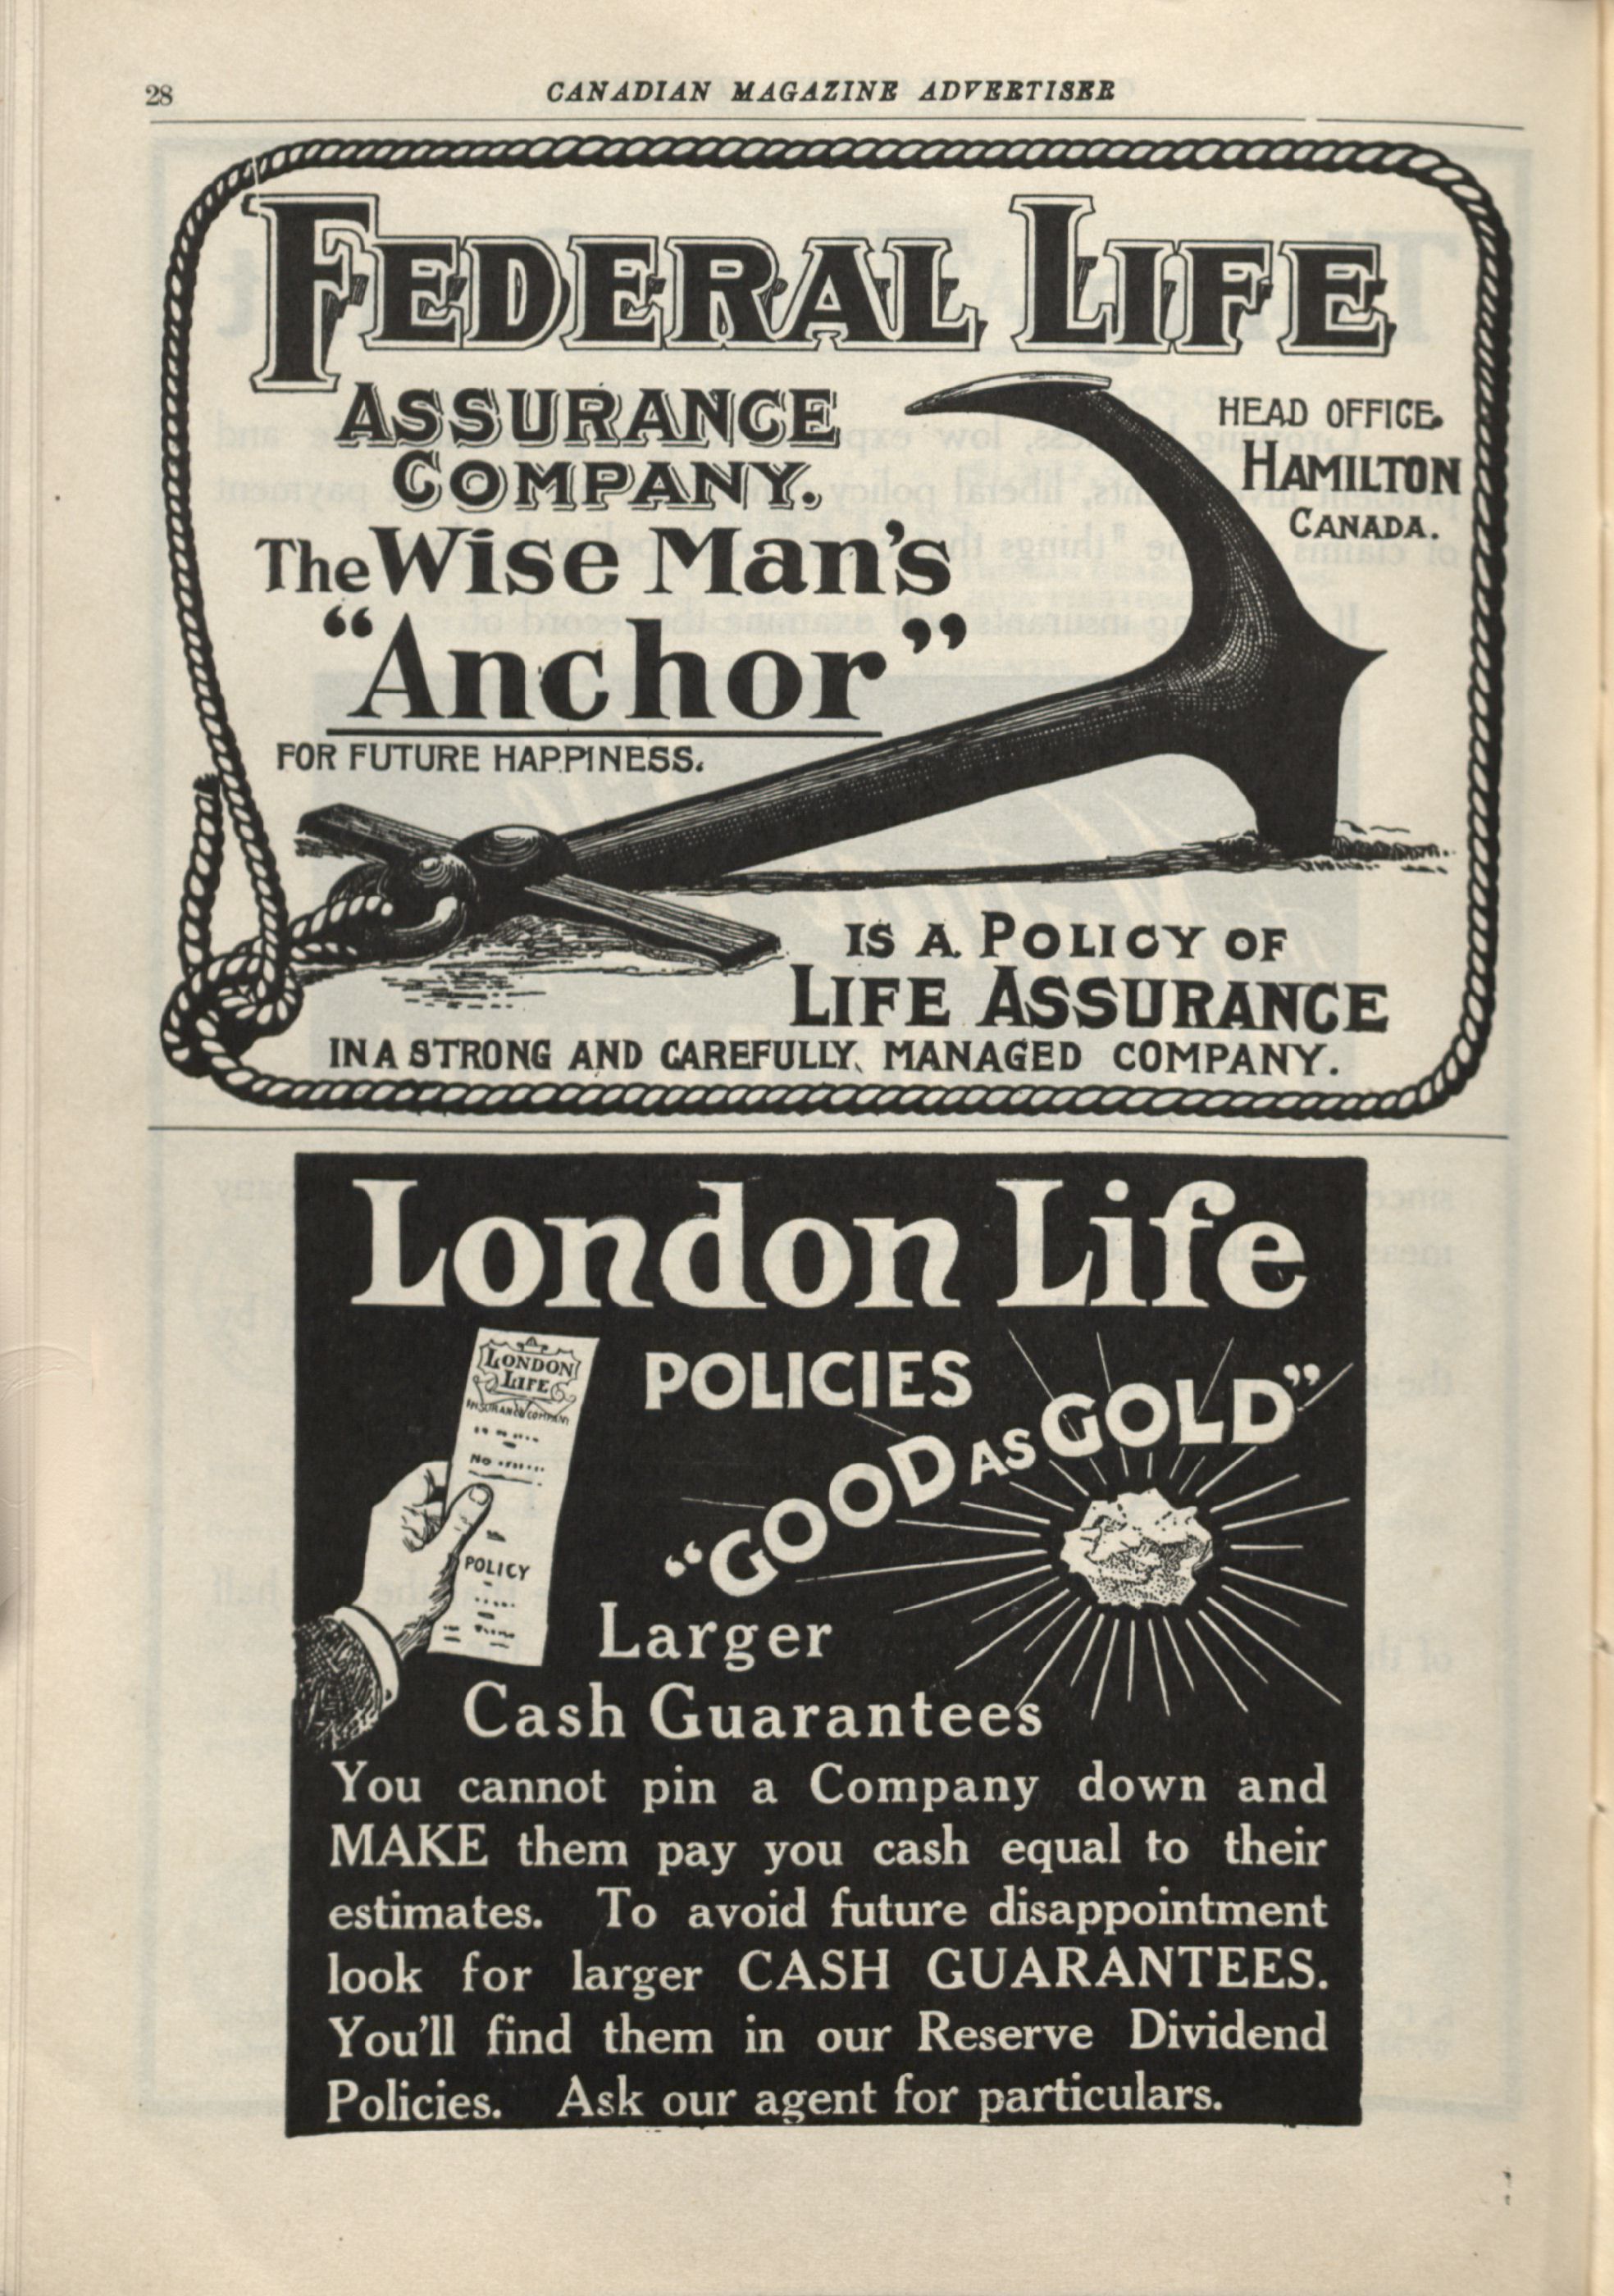 28
CANADIAN MAGAZINE ADVERTISER
FEDERAL LIFE
ASSURANCE
COMPANY.
HEAD OFFICE.
HAMILTON
CANADA.
The Wise Man's
“Anchor”
FOR FUTURE HAPPINESS.
IS A POLICY OF
LIFE ASSURANCE
IN A STRONG AND CAREFULLY MANAGED COMPANY.
London Life
LONDON
LIFE
INSURANCE COMPANY
No
POLICY
POLICIES
“GOOD AS GOLD”
Larger
Cash Guarantees
You cannot pin a Company down and
MAKE them pay you cash equal to their
estimates. To avoid future disappointment
look for larger CASH GUARANTEES.
You'll find them in our Reserve Dividend
Policies. Ask our agent for particulars.